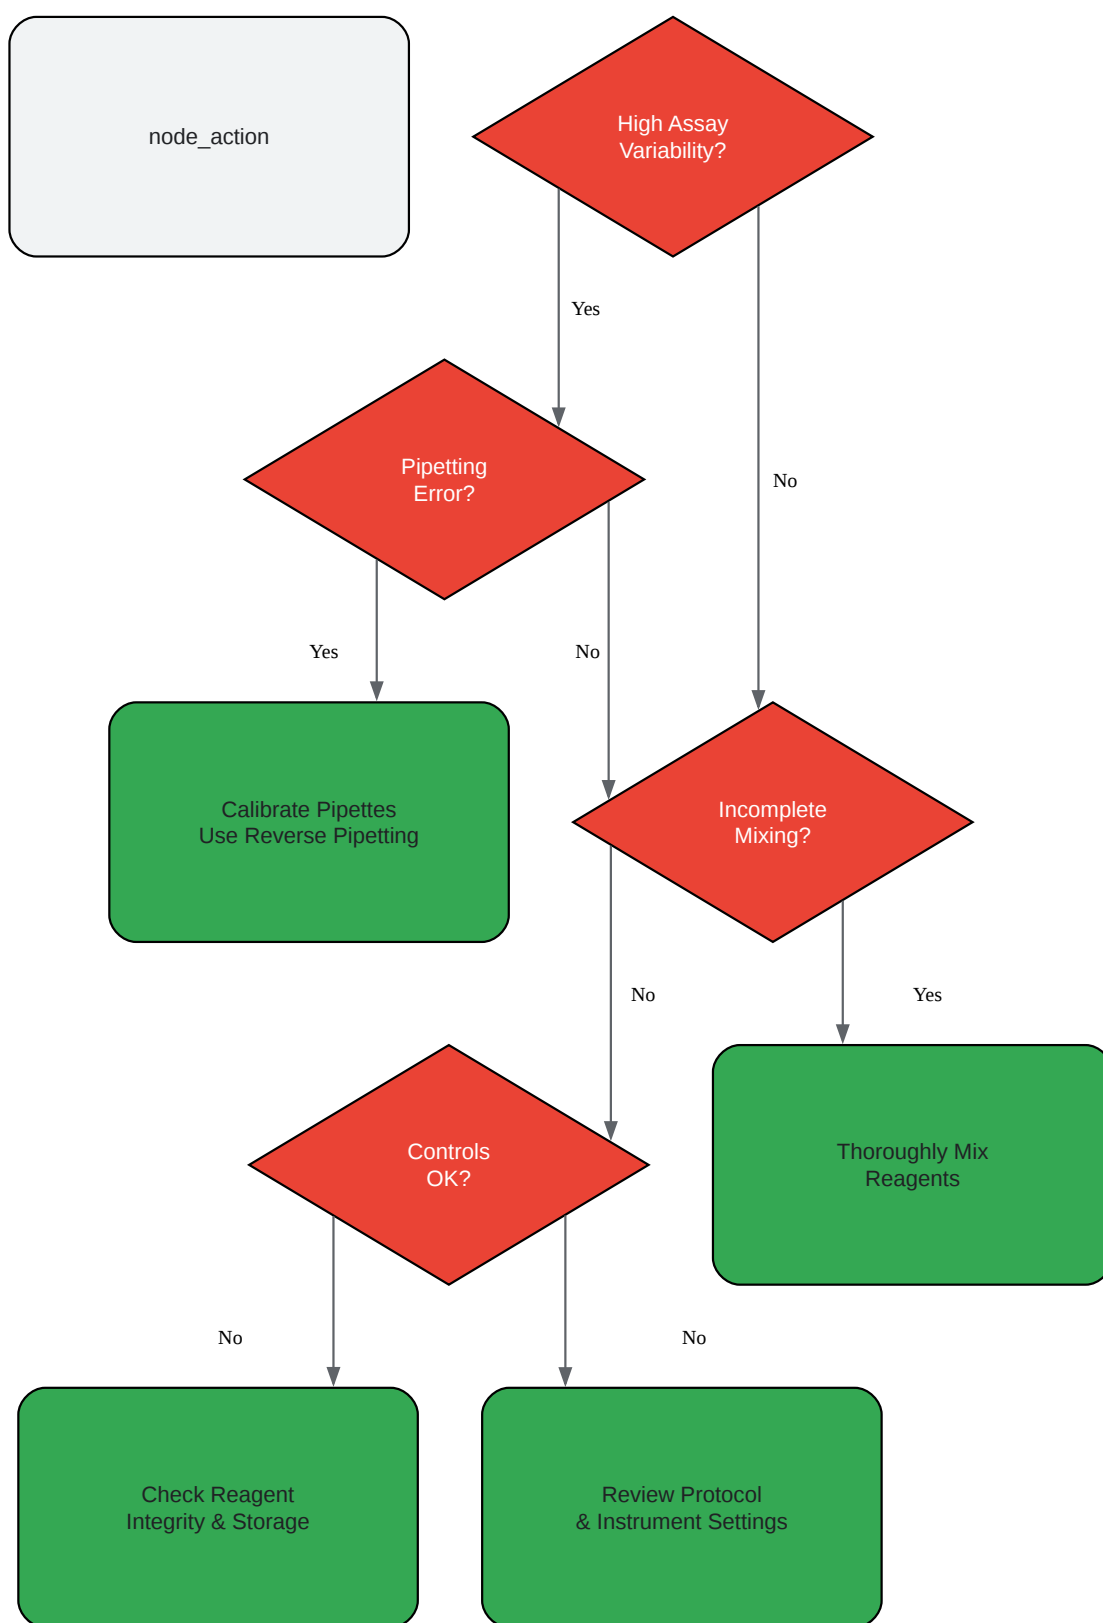 node_action
High Assay
Variability?
Yes
Pipetting
Error?
No
Yes
No
Calibrate Pipettes
Use Reverse Pipetting
Incomplete
Mixing?
No
Yes
Controls
OK?
Thoroughly Mix
Reagents
No
No
Check Reagent
Integrity & Storage
Review Protocol
& Instrument Settings